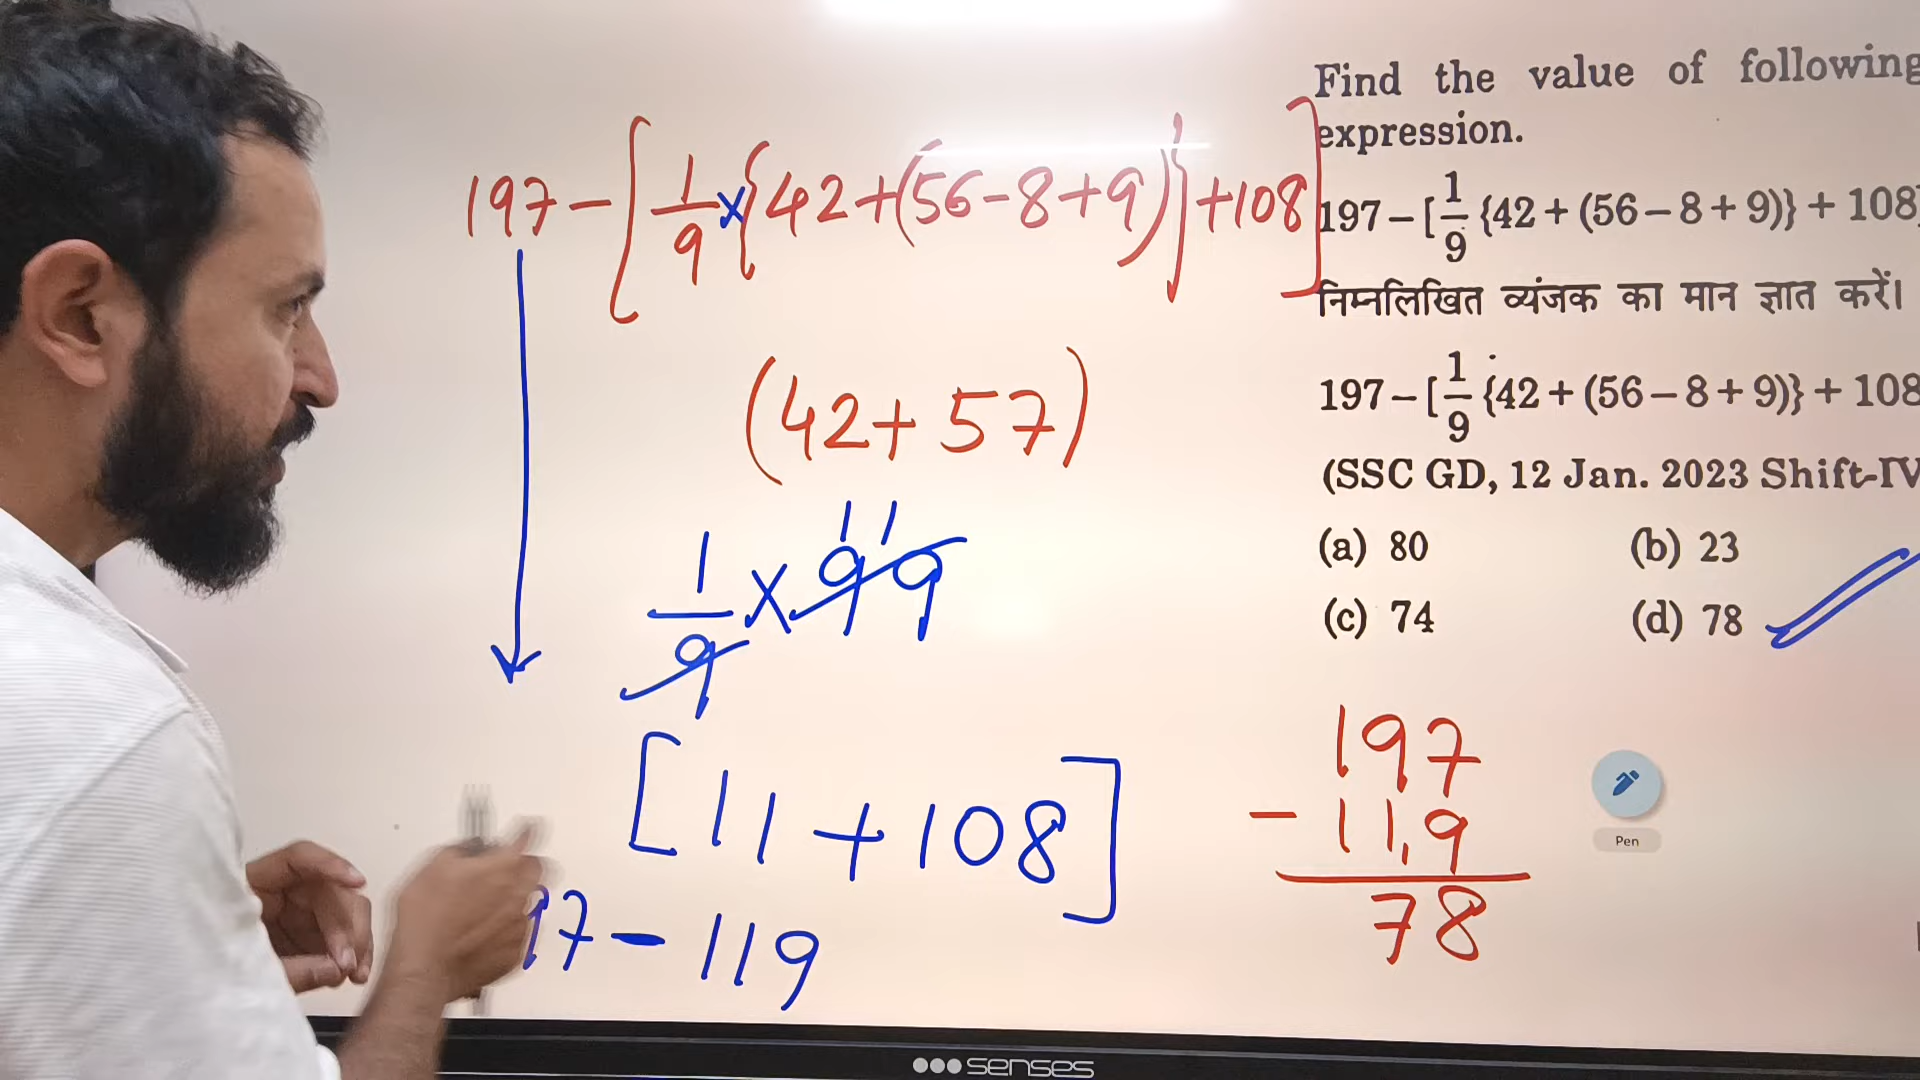 197 - [1/9 × {42 + (56 - 8 + 9)} + 108]
(42 + 57)
1/9 × 99
11
[11 + 108]
97 - 119
Find the value of following
expression.
197 – [1/9 {42 + (56 – 8 + 9)} + 108]
निम्नलिखित व्यंजक का मान ज्ञात करें।
197 – [1/9 {42 + (56 – 8 + 9)} + 108
(SSC GD, 12 Jan. 2023 Shift-IV
(a) 80 (b) 23
(c) 74 (d) 78
197
- 119
78
Pen
senses